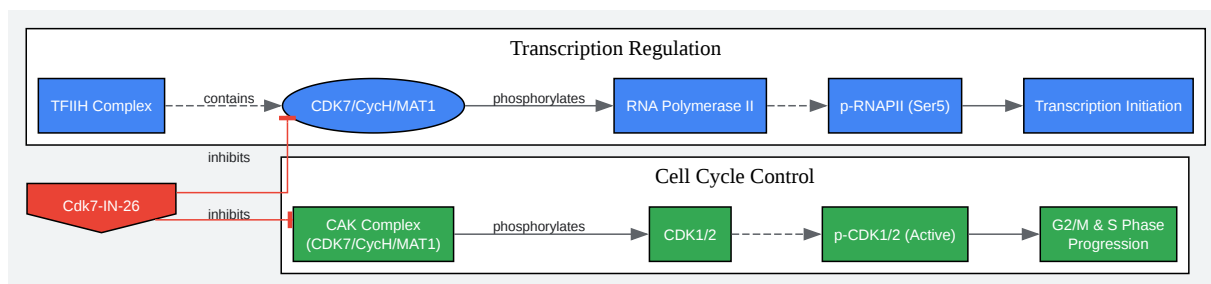 Transcription Regulation
TFIIH Complex
contains
CDK7/CycH/MAT1
phosphorylates
RNA Polymerase II
p-RNAPII (Ser5)
Transcription Initiation
inhibits
Cdk7-IN-26
inhibits
Cell Cycle Control
CAK Complex
(CDK7/CycH/MAT1)
phosphorylates
CDK1/2
p-CDK1/2 (Active)
G2/M & S Phase
Progression